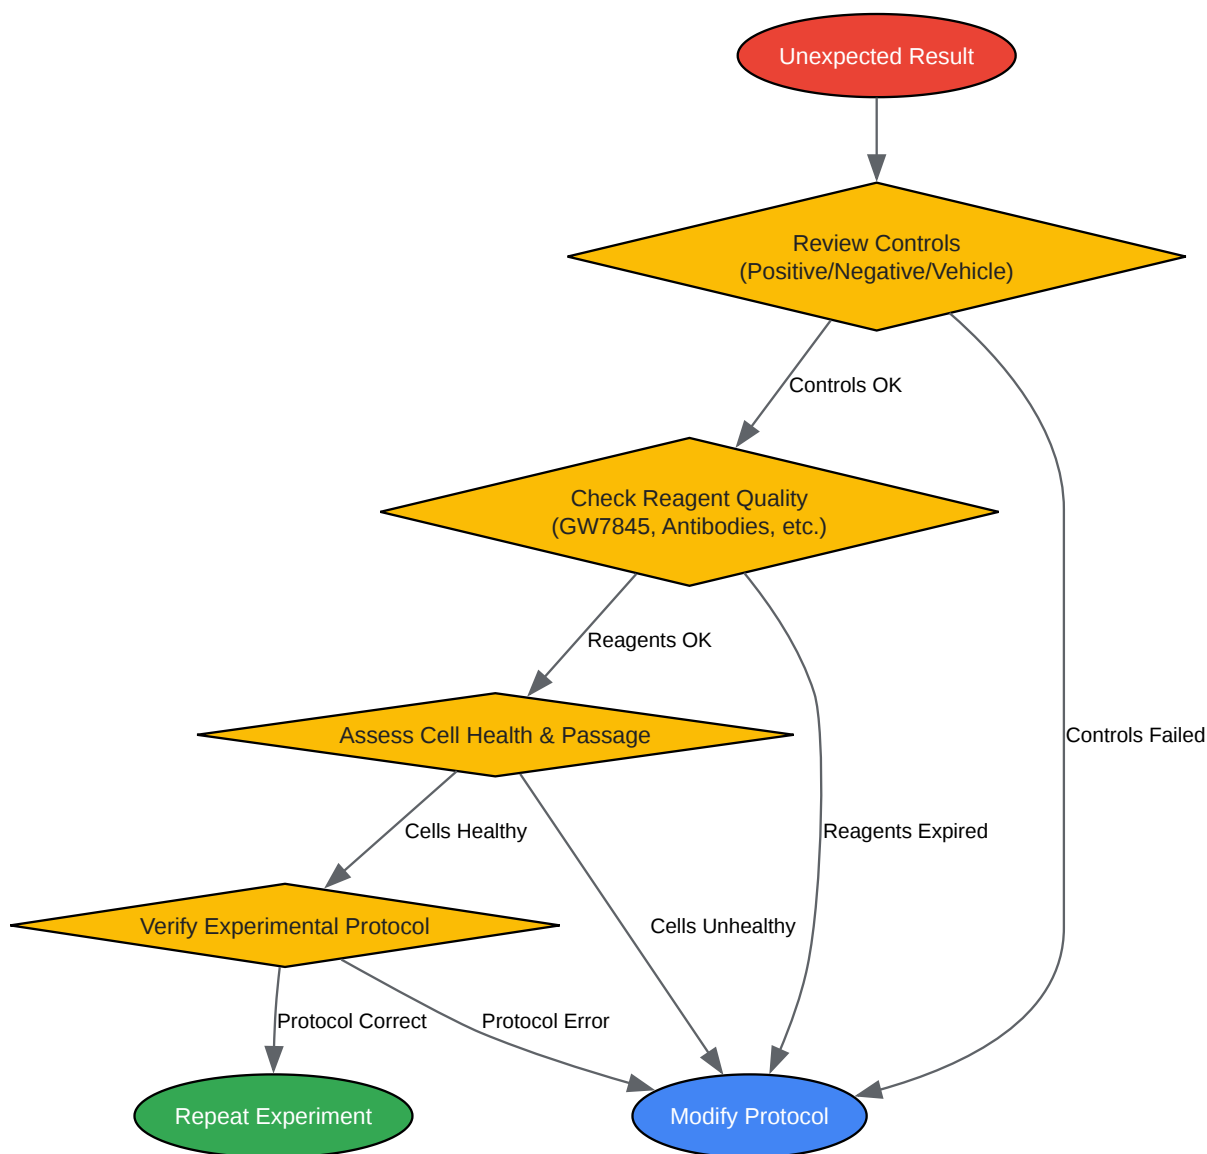 Unexpected Result
Review Controls
(Positive/Negative/Vehicle)
Controls OK
Check Reagent Quality
(GW7845, Antibodies, etc.)
Reagents OK
Assess Cell Health & Passage
Controls Failed
Cells Healthy
Reagents Expired
Verify Experimental Protocol
Cells Unhealthy
Protocol Correct
Protocol Error
Repeat Experiment
Modify Protocol